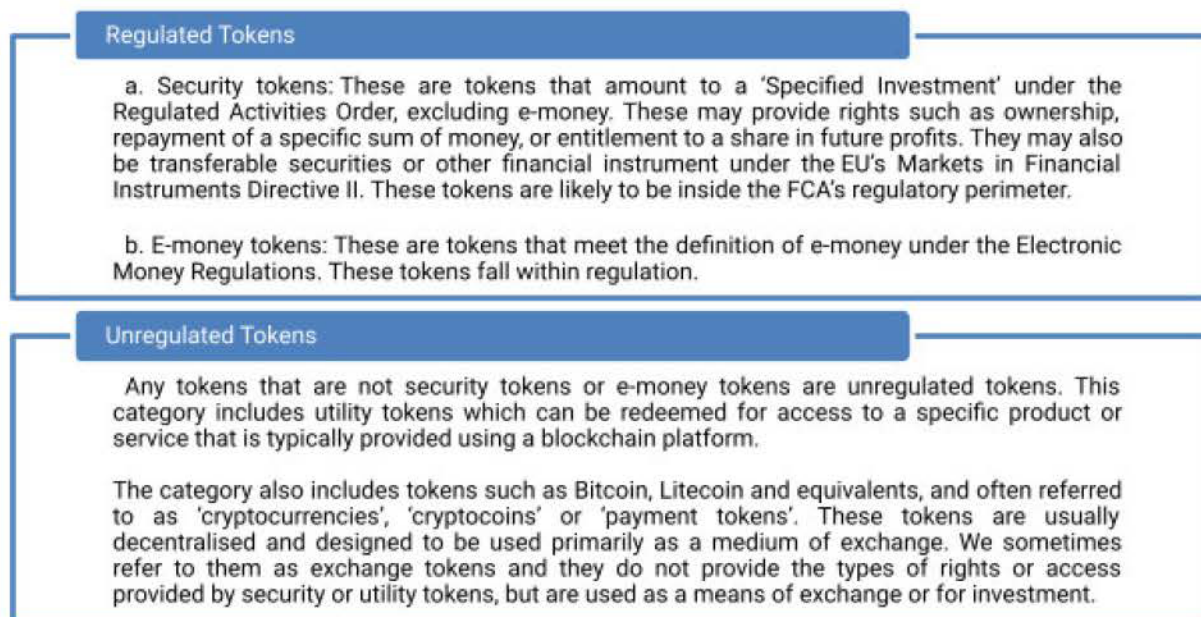 Regulated Tokens
a. Security tokens: These are tokens that amount to a ‘Specified Investment’ under the
Regulated Activities Order, excluding e-money. These may provide rights such as ownership,
repayment of a specific sum of money, or entitlement to a share in future profits. They may also
be transferable securities or other financial instrument under the EU’s Markets in Financial
Instruments Directive II. These tokens are likely to be inside the FCA’s regulatory perimeter.
b. E-money tokens: These are tokens that meet the definition of e-money under the Electronic
Money Regulations. These tokens fall within regulation.
Unregulated Tokens
Any tokens that are not security tokens or e-money tokens are unregulated tokens. This
category includes utility tokens which can be redeemed for access to a specific product or
service that is typically provided using a blockchain platform.
The category also includes tokens such as Bitcoin, Litecoin and equivalents, and often referred
to as ‘cryptocurrencies’, ‘cryptocoins’ or ‘payment tokens’. These tokens are usually
decentralised and designed to be used primarily as a medium of exchange. We sometimes
refer to them as exchange tokens and they do not provide the types of rights or access
provided by security or utility tokens, but are used as a means of exchange or for investment.